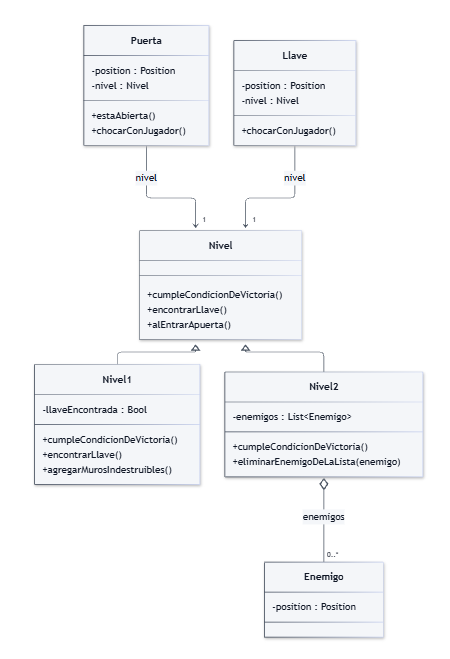 Puerta
-position : Position
-nivel : Nivel
+estaAbierta()
+chocarConJugador()
Llave
-position : Position
-nivel : Nivel
+chocarConJugador()
nivel
nivel
1
1
Nivel
+cumpleCondicionDeVictoria()
+encontrarLlave()
+alEntrarApuerta()
Nivel1
-llaveEncontrada : Bool
+cumpleCondicionDeVictoria()
+encontrarLlave()
+agregarMurosIndestruibles()
Nivel2
-enemigos : List<Enemigo>
+cumpleCondicionDeVictoria()
+eliminarEnemigoDeLaLista(enemigo)
enemigos
0..*
Enemigo
-position : Position